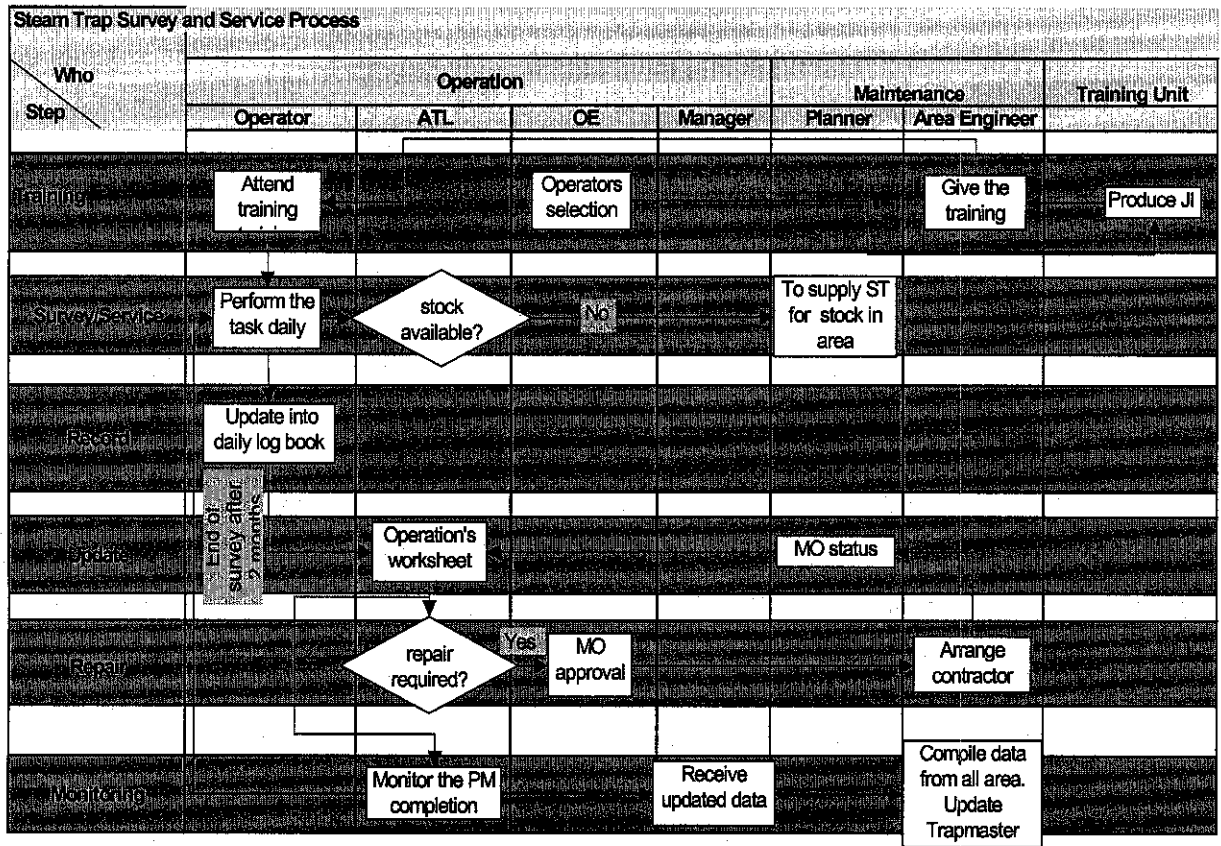 Steam Trap Survey and Service Process
Who
Step
Operation
Maintenance
Training Unit
Operator
ATL
OE
Manager
Planner
Area Engineer
Training
Attend
training
Operators
selection
Give the
training
Produce JI
Survey/Service
Perform the
task daily
stock
available?
No
To supply ST
for stock in
area
Record
Update into
daily log book
End of
survey after
2 months
Update
Operation's
worksheet
MO status
Repair
repair
required?
Yes
MO
approval
Arrange
contractor
Monitoring
Monitor the PM
completion
Receive
updated data
Compile data
from all area.
Update
Trapmaster